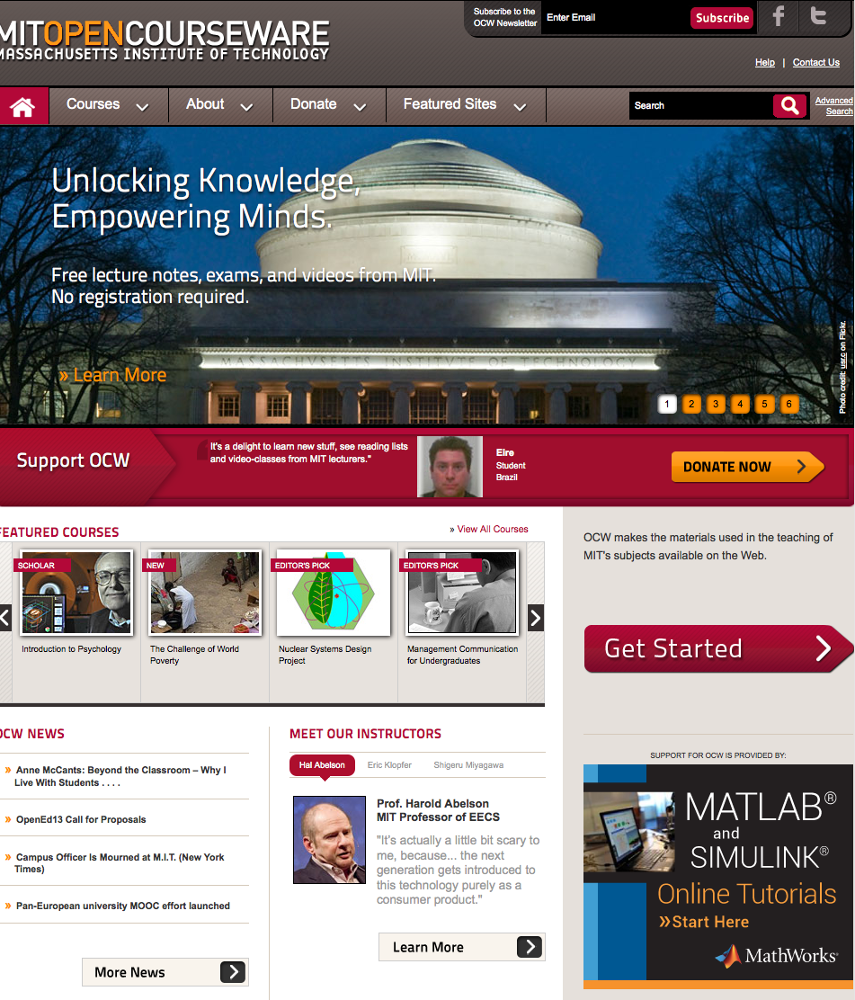 Subscribe to the
OCW Newsletter
Enter Email
Subscribe
MITOPENCOURSEWARE
MASSACHUSETTS INSTITUTE OF TECHNOLOGY
Help | Contact Us
Courses
About
Donate
Featured Sites
Search
Advanced
Search
Unlocking Knowledge,
Empowering Minds.
Free lecture notes, exams, and videos from MIT.
No registration required.
MASSACHVSETTS INSTITVTE OF TECHNOLOGY
» Learn More
1 2 3 4 5 6
Photo credit: usr.c on Flickr.
Support OCW
It's a delight to learn new stuff, see reading lists
and video-classes from MIT lecturers."
Eire
Student
Brazil
DONATE NOW
FEATURED COURSES
» View All Courses
SCHOLAR
Introduction to Psychology
NEW
The Challenge of World
Poverty
EDITOR'S PICK
Nuclear Systems Design
Project
EDITOR'S PICK
Management Communication
for Undergraduates
OCW makes the materials used in the teaching of
MIT's subjects available on the Web.
Get Started
OCW NEWS
» Anne McCants: Beyond the Classroom – Why I
Live With Students . . . .
» OpenEd13 Call for Proposals
» Campus Officer Is Mourned at M.I.T. (New York
Times)
» Pan-European university MOOC effort launched
More News
MEET OUR INSTRUCTORS
Hal Abelson
Eric Klopfer
Shigeru Miyagawa
Prof. Harold Abelson
MIT Professor of EECS
"It's actually a little bit scary to
me, because... the next
generation gets introduced to
this technology purely as a
consumer product."
Learn More
SUPPORT FOR OCW IS PROVIDED BY:
MATLAB®
and
SIMULINK®
Online Tutorials
»Start Here
MathWorks®